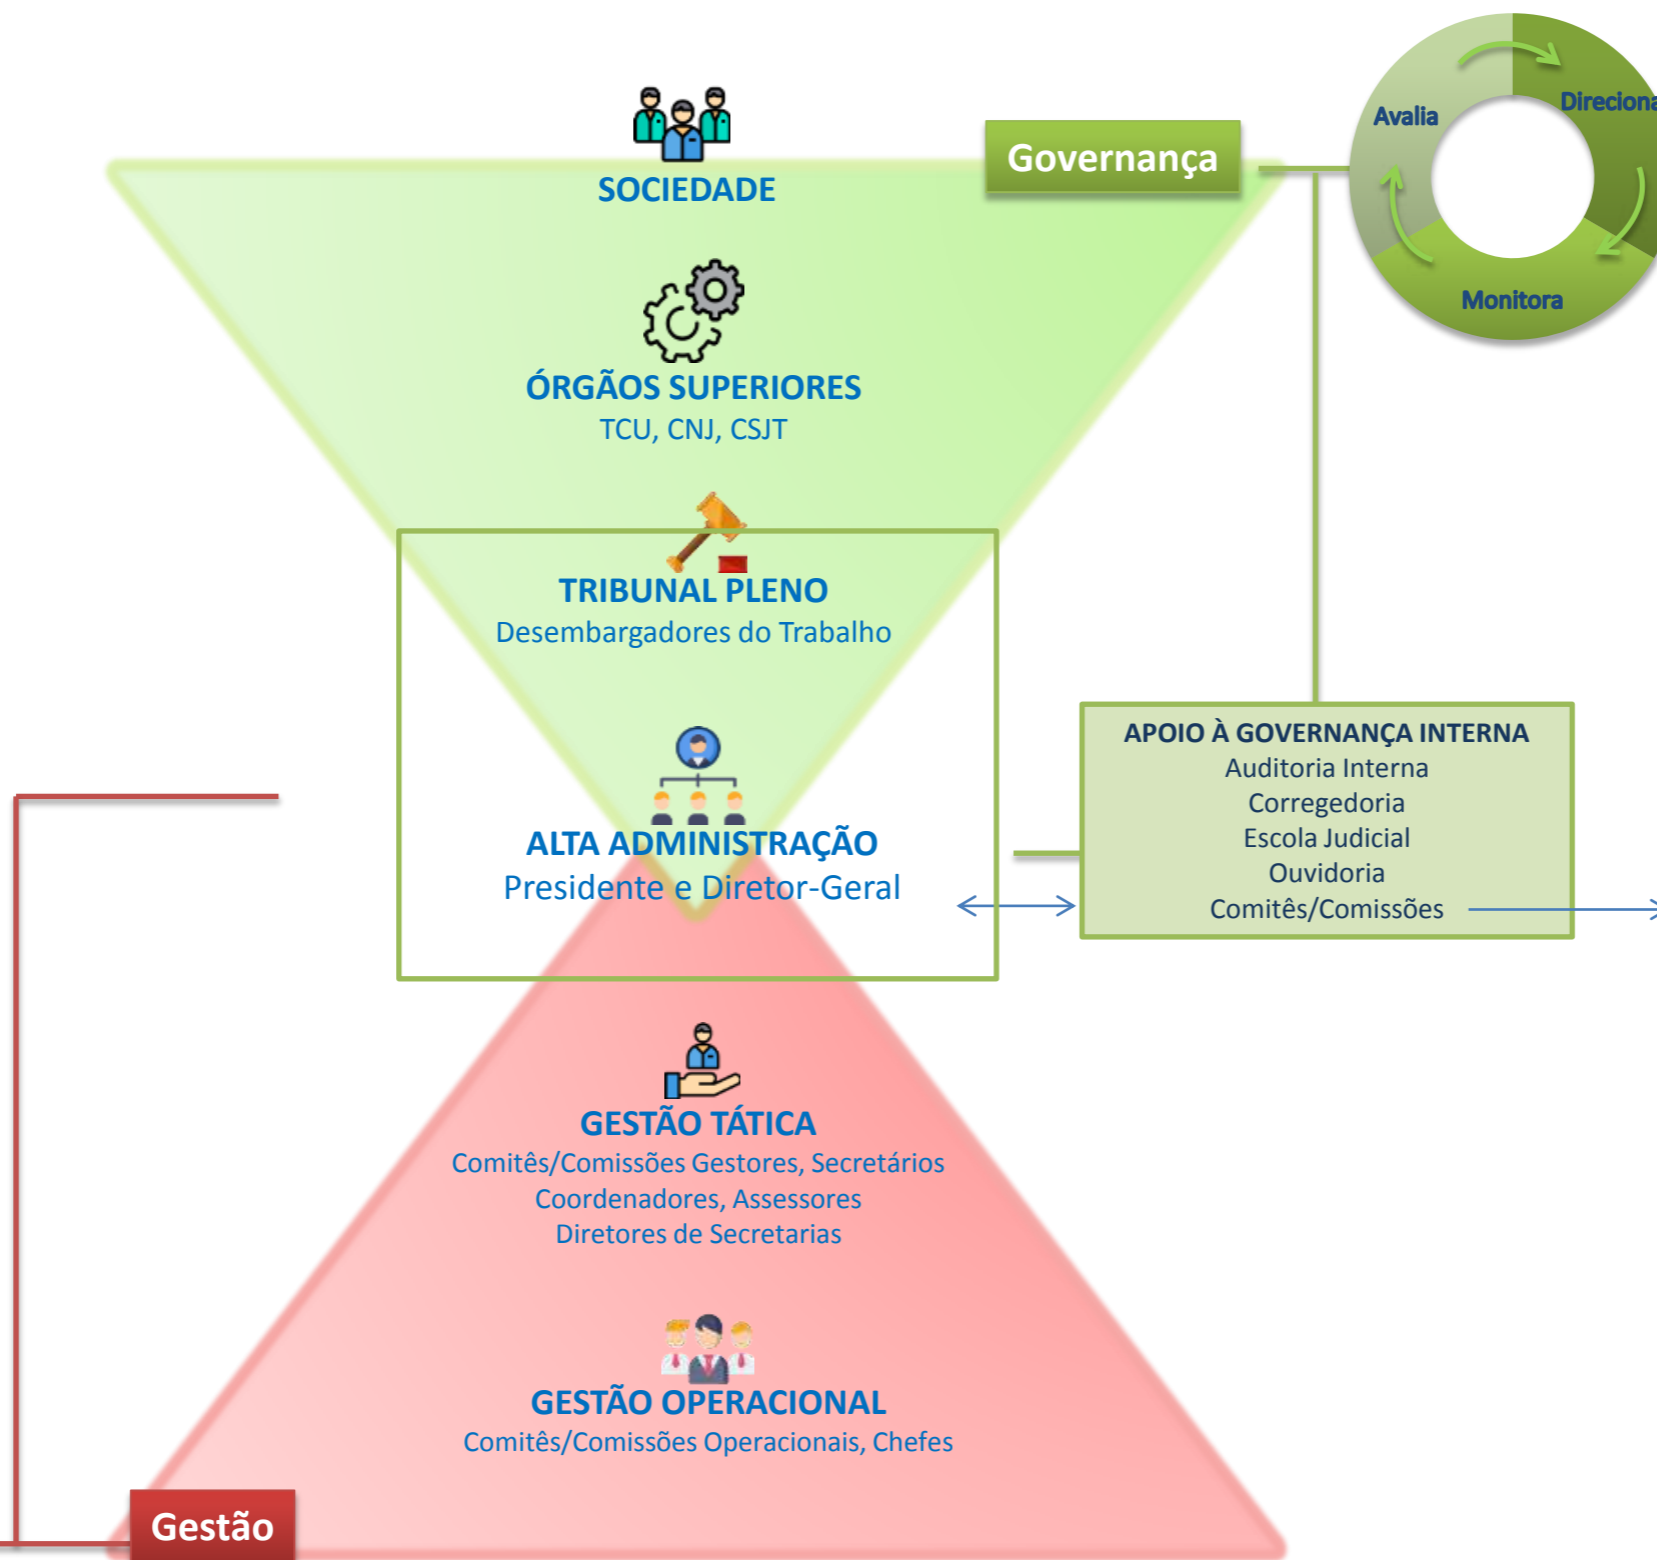 Avalia
Direciona
Monitora
Governança
SOCIEDADE
ÓRGÃOS SUPERIORES
TCU, CNJ, CSJT
TRIBUNAL PLENO
Desembargadores do Trabalho
ALTA ADMINISTRAÇÃO
Presidente e Diretor-Geral
APOIO À GOVERNANÇA INTERNA
Auditoria Interna
Corregedoria
Escola Judicial
Ouvidoria
Comitês/Comissões
GESTÃO TÁTICA
Comitês/Comissões Gestores, Secretários
Coordenadores, Assessores
Diretores de Secretarias
GESTÃO OPERACIONAL
Comitês/Comissões Operacionais, Chefes
Gestão